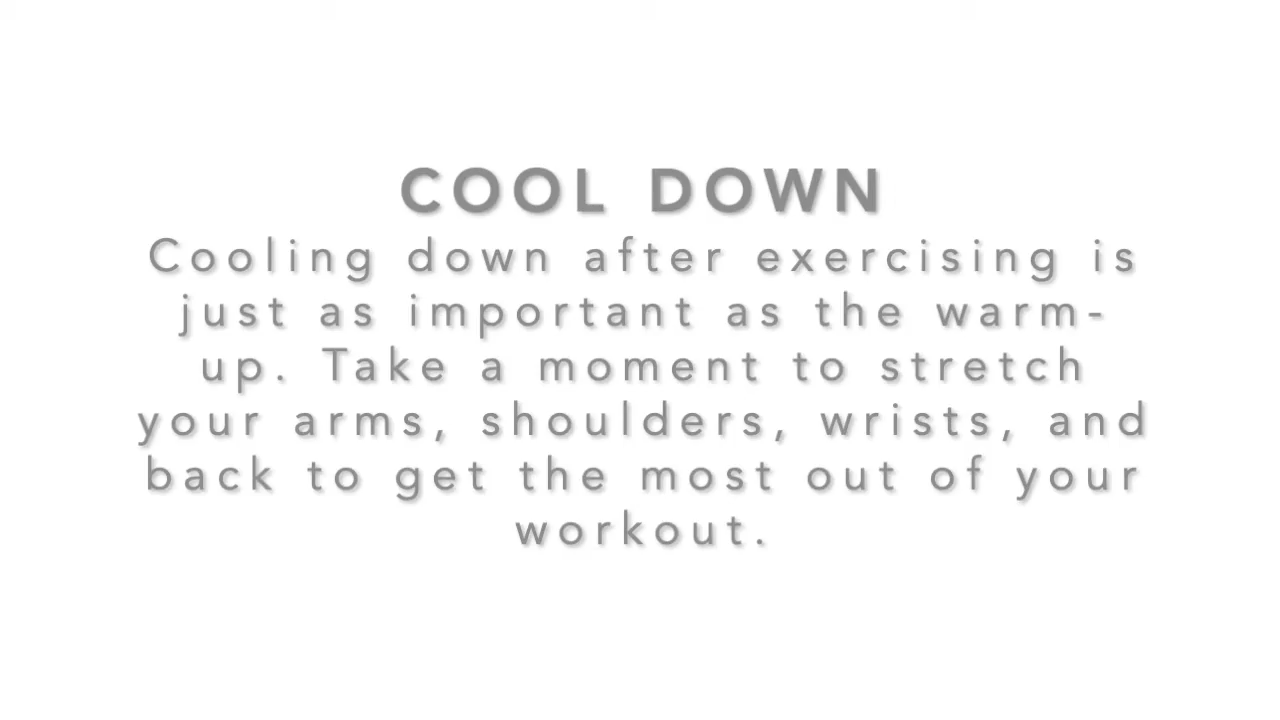 COOL DOWN
Cooling down after exercising is
just as important as the warm-
up. Take a moment to stretch
your arms, shoulders, wrists, and
back to get the most out of your
workout.